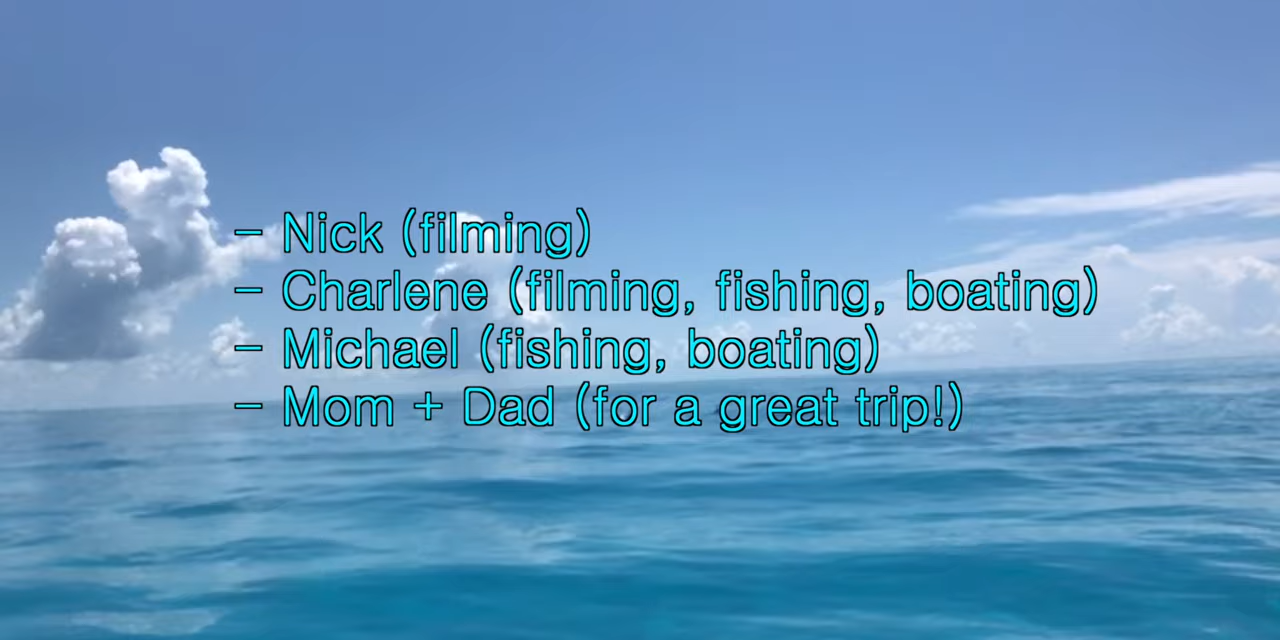 - Nick (filming)
- Charlene (filming, fishing, boating)
- Michael (fishing, boating)
- Mom + Dad (for a great trip!)